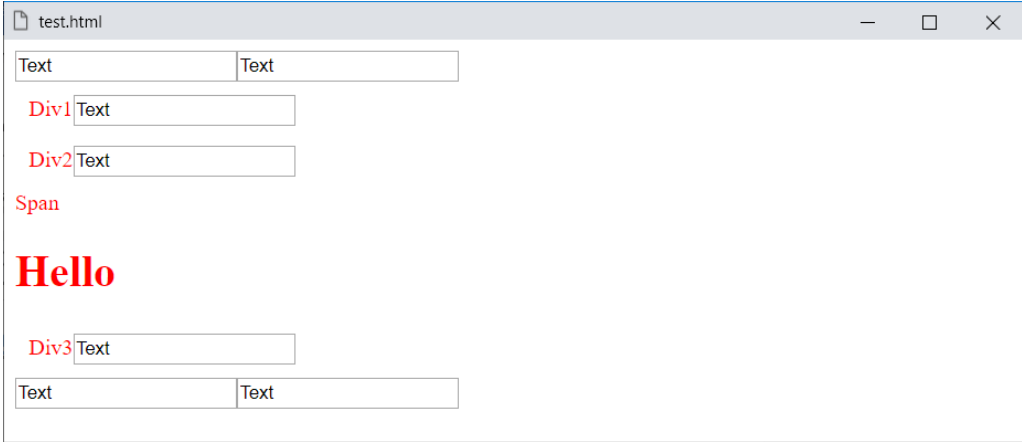 test.html
Text Text
Div1 Text
Div2 Text
Span
Hello
Div3 Text
Text Text